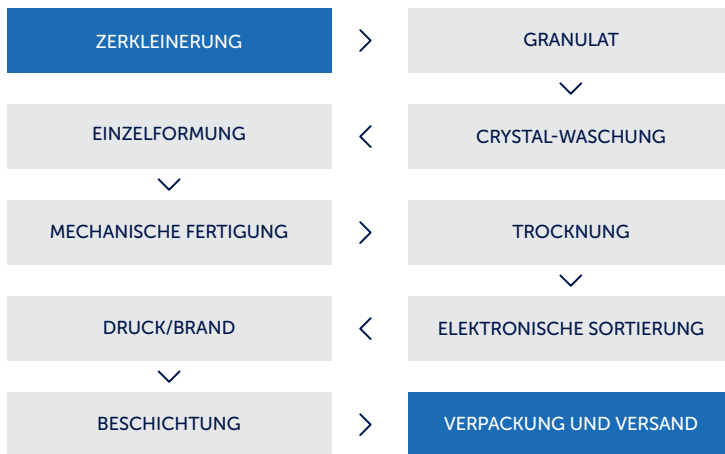 ZERKLEINERUNG
GRANULAT
CRYSTAL-WASCHUNG
EINZELFORMUNG
MECHANISCHE FERTIGUNG
TROCKNUNG
ELEKTRONISCHE SORTIERUNG
DRUCK/BRAND
BESCHICHTUNG
VERPACKUNG UND VERSAND